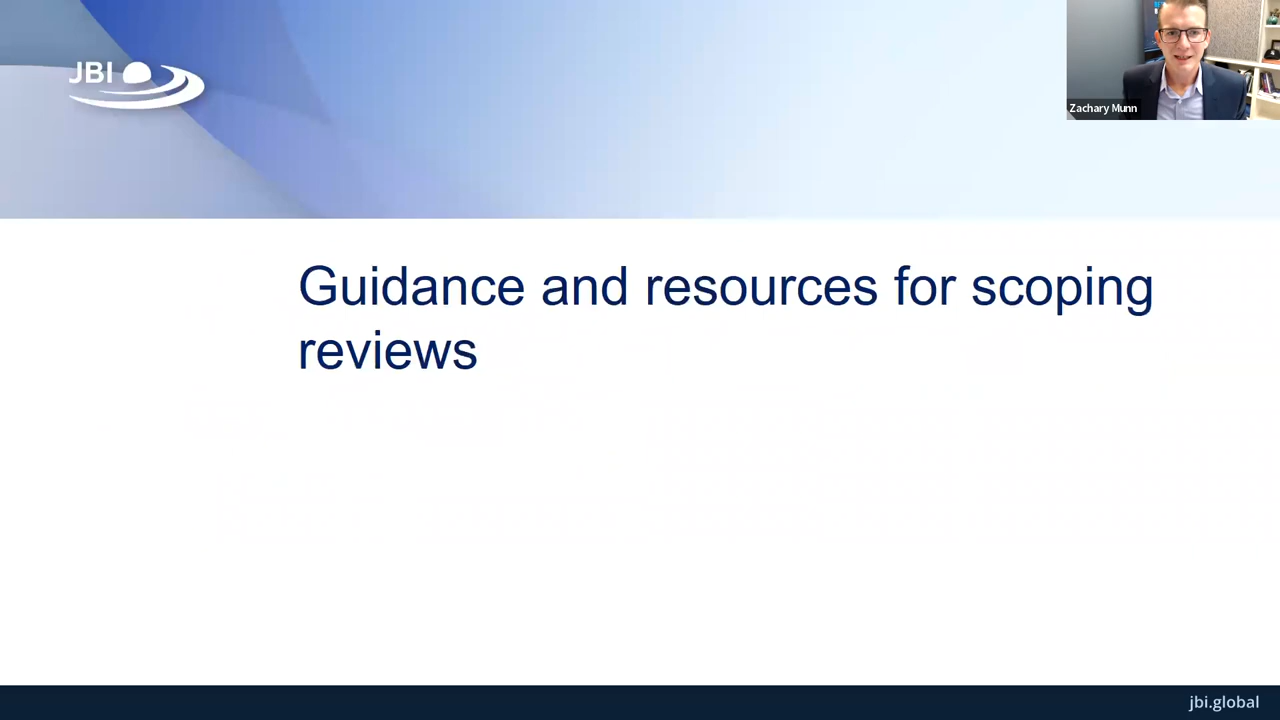 JBI
Zachary Munn
Guidance and resources for scoping
reviews
jbi.global